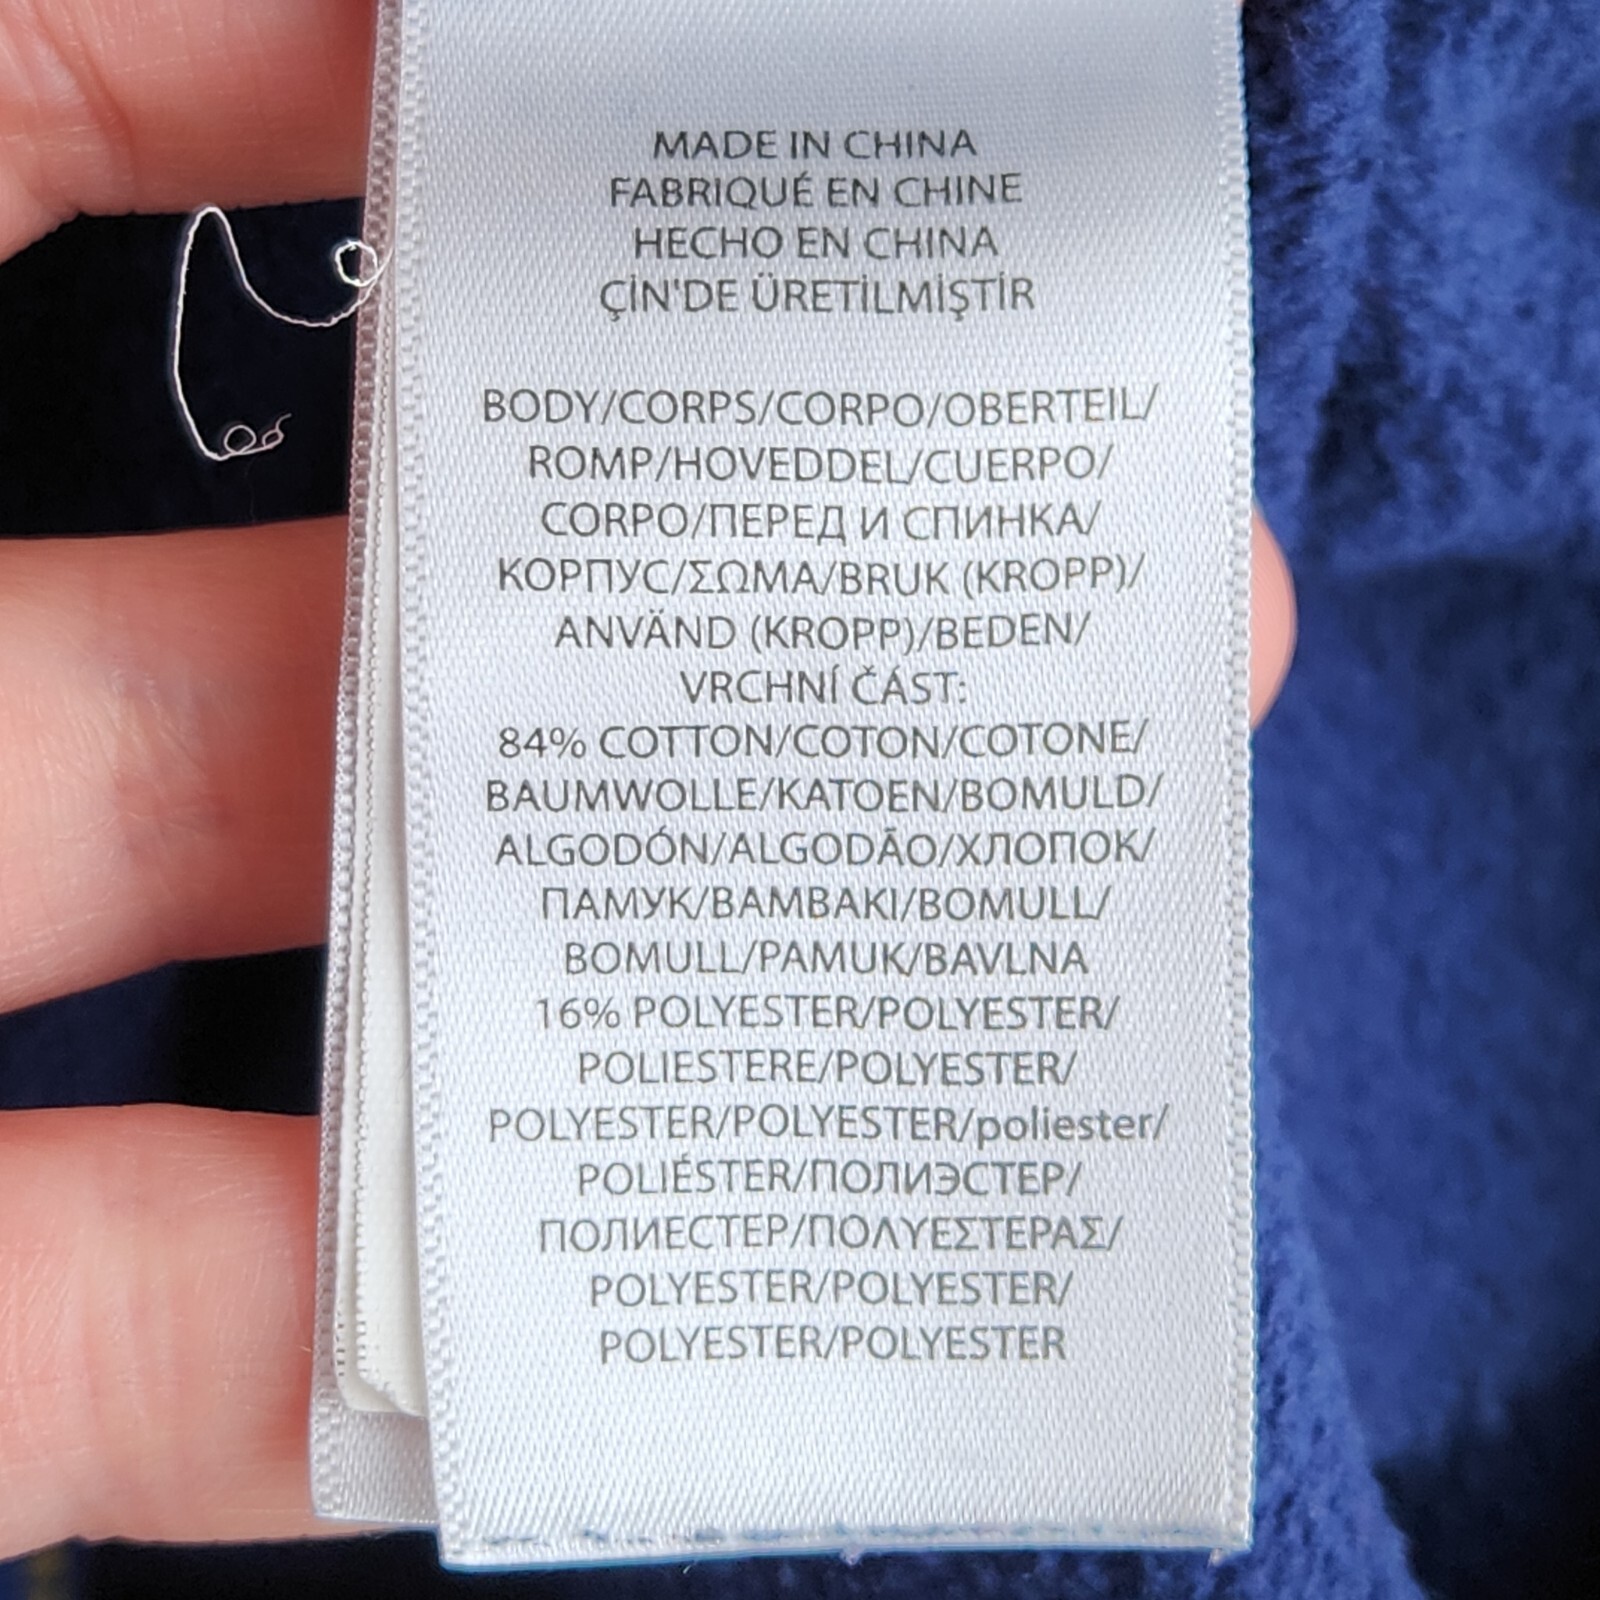 MADE IN CHINA
FABRIQUÉ EN CHINE
HECHO EN CHINA
ÇİN'DE ÜRETİLMİŞTİR
BODY/CORPS/CORPO/OBERTEIL/
ROMP/HOVEDDEL/CUERPO/
CORPO/ПЕРЕД И СПИНКА/
КОРПУС/ΣΩΜΑ/BRUK (KROPP)/
ANVÄND (KROPP)/BEDEN/
VRCHNÍ ČÁST:
84% COTTON/COTON/COTONE/
BAUMWOLLE/KATOEN/BOMULD/
ALGODÓN/ALGODÃO/ХЛОПОК/
ПАМУК/BAMBAKI/BOMULL/
BOMULL/PAMUK/BAVLNA
16% POLYESTER/POLYESTER/
POLIESTERE/POLYESTER/
POLYESTER/POLYESTER/poliester/
POLIÉSTER/ПОЛИЭСТЕР/
ПОЛИЕСТЕР/ΠΟΛΥΕΣΤΕΡΑΣ/
POLYESTER/POLYESTER/
POLYESTER/POLYESTER